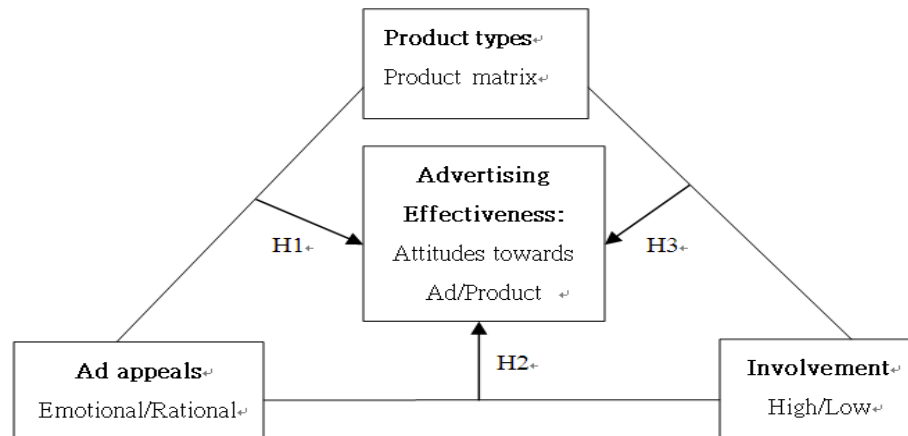 Product types↵
Product matrix↵
Advertising
Effectiveness:
Attitudes towards
Ad/Product ↵
H1↵
H3↵
H2↵
Ad appeals↵
Emotional/Rational↵
Involvement↵
High/Low↵